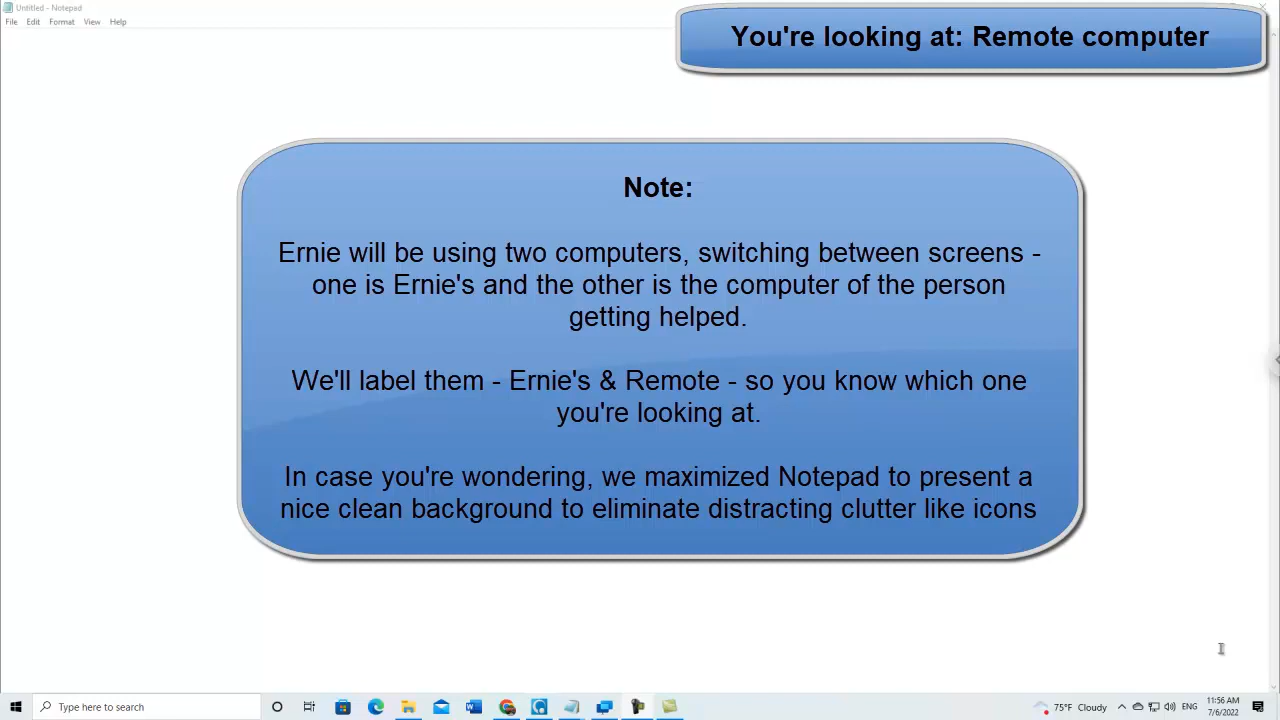 Untitled - Notepad
File Edit Format View Help
You're looking at: Remote computer
Note:
Ernie will be using two computers, switching between screens -
one is Ernie's and the other is the computer of the person
getting helped.
We'll label them - Ernie's & Remote - so you know which one
you're looking at.
In case you're wondering, we maximized Notepad to present a
nice clean background to eliminate distracting clutter like icons
Type here to search
75°F Cloudy
ENG
11:56 AM
7/6/2022